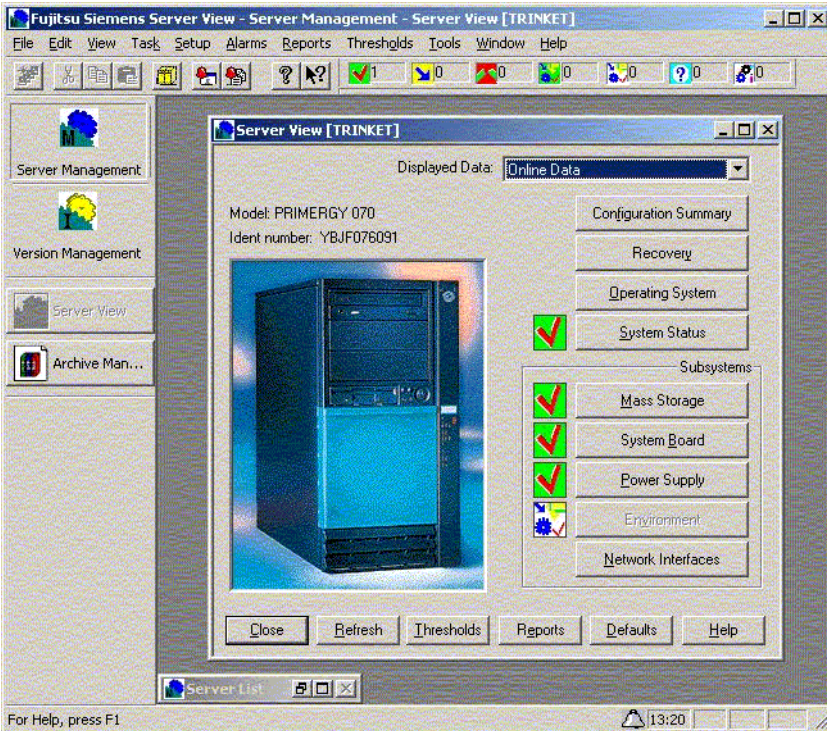 Fujitsu Siemens Server View - Server Management - Server View [TRINKET]
File Edit View Task Setup Alarms Reports Thresholds Tools Window Help
1 0 0 0 0 0 0
Server Management
Version Management
Server View
Archive Man...
Server View [TRINKET]
Displayed Data: Online Data
Model: PRIMERGY 070
Ident number: YBJF076091
Configuration Summary
Recovery
Operating System
System Status
Subsystems
Mass Storage
System Board
Power Supply
Environment
Network Interfaces
Close Refresh Thresholds Reports Defaults Help
Server List
For Help, press F1
13:20